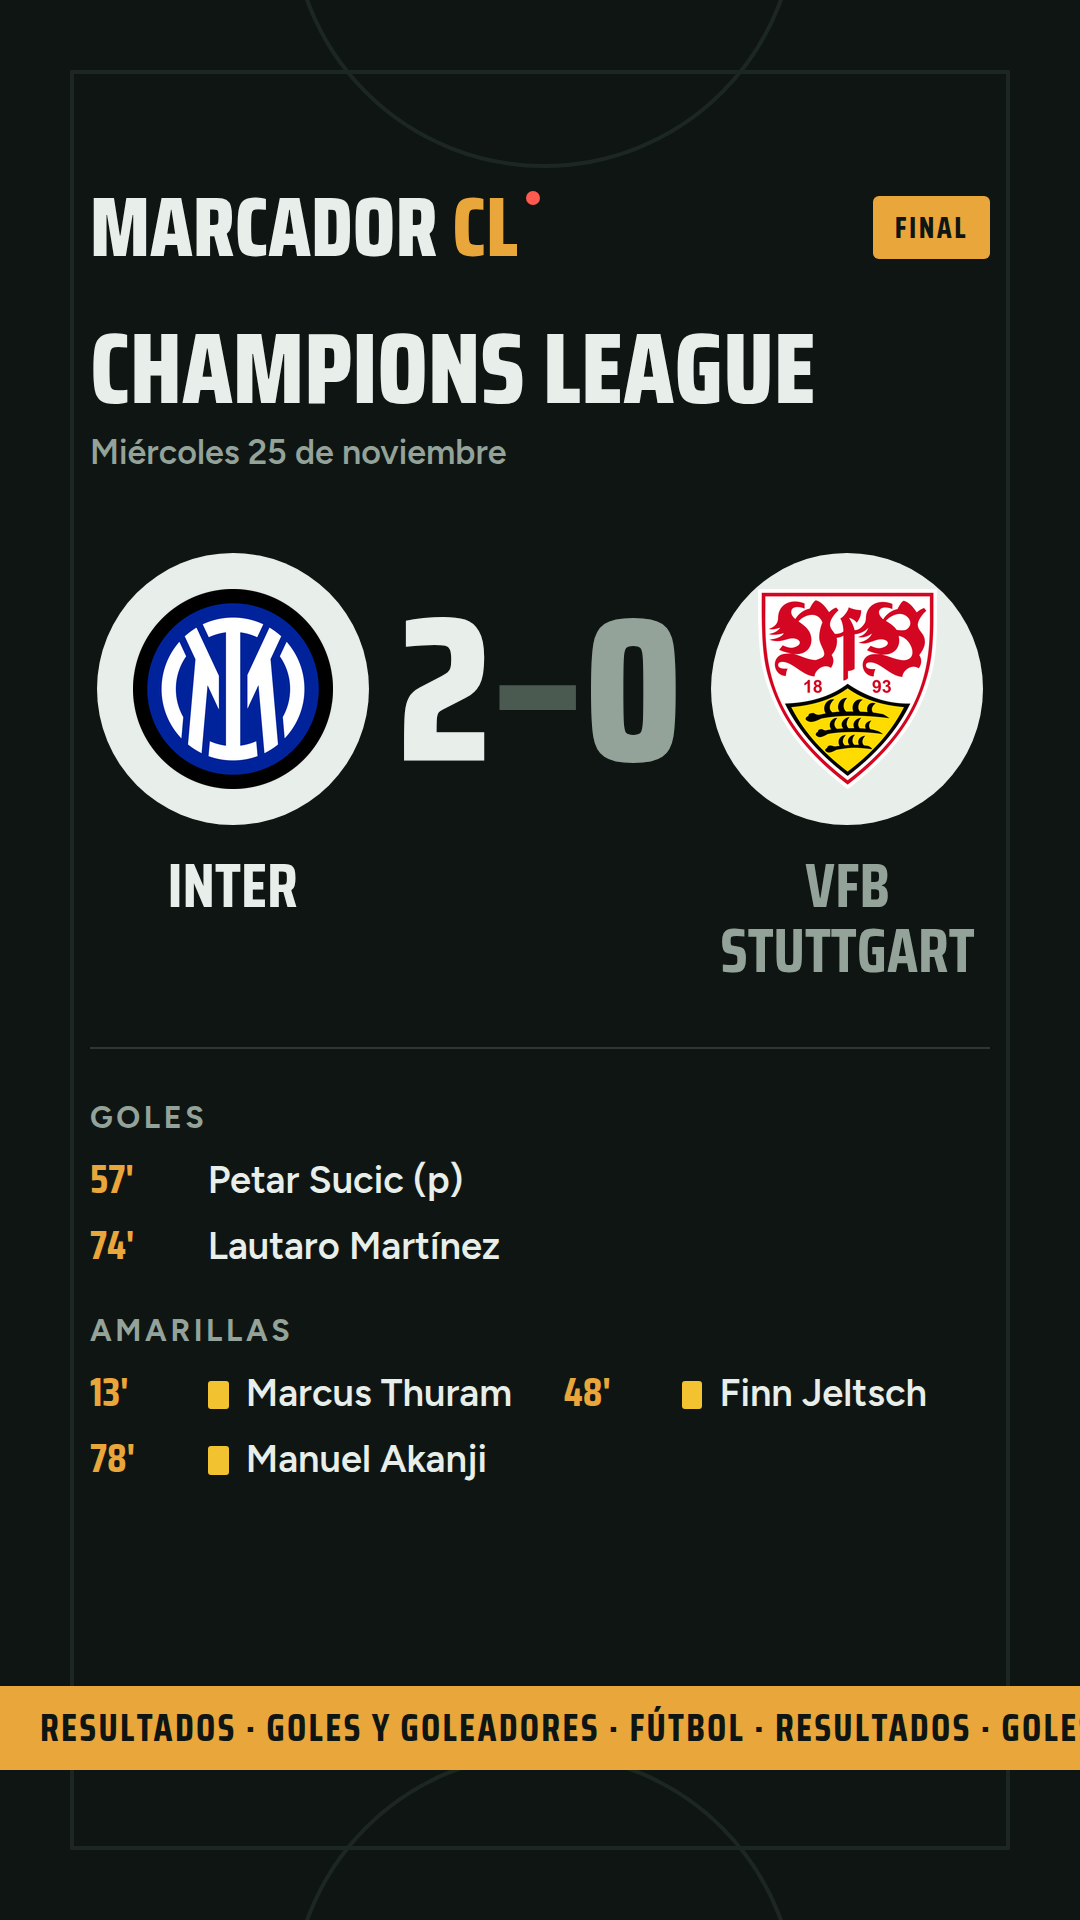 MARCADOR CL
FINAL
CHAMPIONS LEAGUE
Miércoles 25 de noviembre
2-0
18 93
INTER
VFB
STUTTGART
GOLES
57' Petar Sucic (p)
74' Lautaro Martínez
AMARILLAS
13' Marcus Thuram 48' Finn Jeltsch
78' Manuel Akanji
RESULTADOS · GOLES Y GOLEADORES · FÚTBOL · RESULTADOS · GOLES